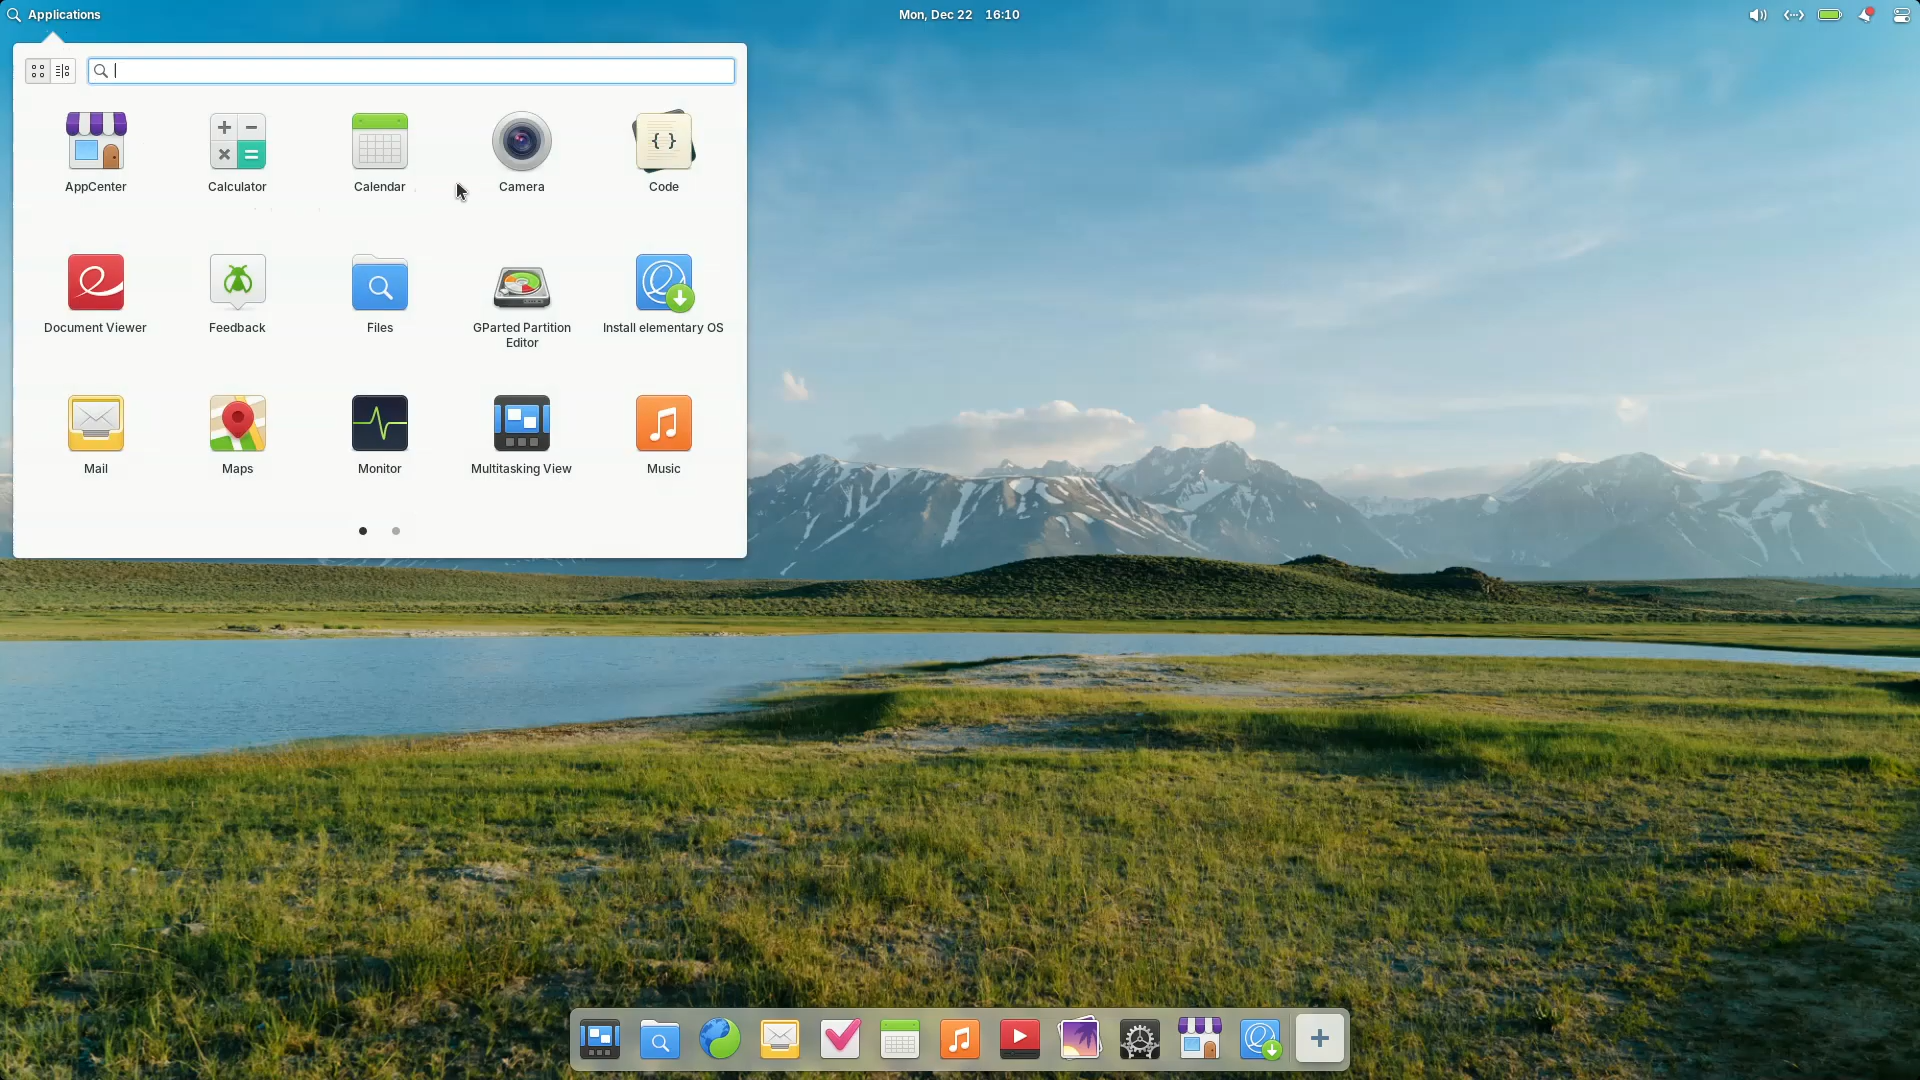 Applications
Mon, Dec 22 16:10
AppCenter
Calculator
Calendar
Camera
Code
Document Viewer
Feedback
Files
GParted Partition
Editor
Install elementary OS
Mail
Maps
Monitor
Multitasking View
Music